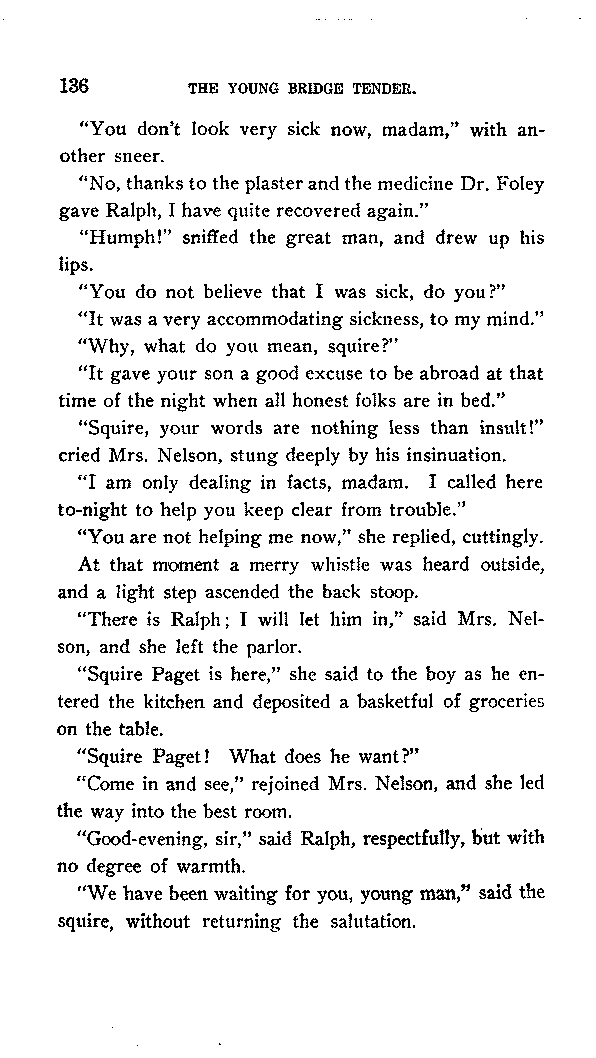 136 THE YOUNG BRIDGE TENDER.
"You don't look very sick now, madam," with an-
other sneer.
"No, thanks to the plaster and the medicine Dr. Foley
gave Ralph, I have quite recovered again."
"Humph!" sniffed the great man, and drew up his
lips.
"You do not believe that I was sick, do you?"
"It was a very accommodating sickness, to my mind."
"Why, what do you mean, squire?"
"It gave your son a good excuse to be abroad at that
time of the night when all honest folks are in bed."
"Squire, your words are nothing less than insult!"
cried Mrs. Nelson, stung deeply by his insinuation.
"I am only dealing in facts, madam. I called here
to-night to help you keep clear from trouble."
"You are not helping me now," she replied, cuttingly.
At that moment a merry whistle was heard outside,
and a light step ascended the back stoop.
"There is Ralph; I will let him in," said Mrs. Nel-
son, and she left the parlor.
"Squire Paget is here," she said to the boy as he en-
tered the kitchen and deposited a basketful of groceries
on the table.
"Squire Paget! What does he want?"
"Come in and see," rejoined Mrs. Nelson, and she led
the way into the best room.
"Good-evening, sir," said Ralph, respectfully, but with
no degree of warmth.
"We have been waiting for you, young man," said the
squire, without returning the salutation.